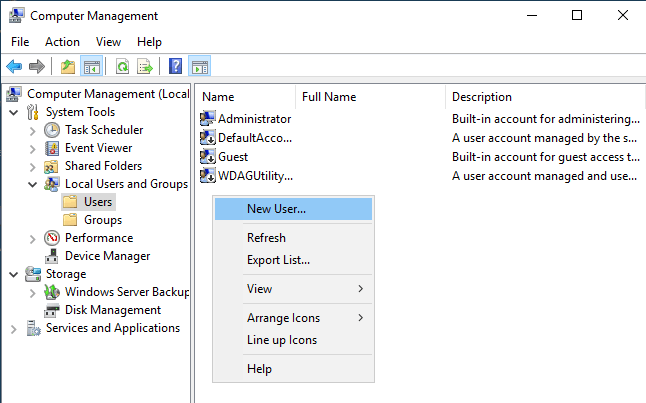 Computer Management
File Action View Help
Computer Management (Local
System Tools
Task Scheduler
Event Viewer
Shared Folders
Local Users and Groups
Users
Groups
Performance
Device Manager
Storage
Windows Server Backup
Disk Management
Services and Applications
Name Full Name Description
Administrator Built-in account for administering...
DefaultAcco... A user account managed by the s...
Guest Built-in account for guest access t...
WDAGUtility... A user account managed and use...
New User...
Refresh
Export List...
View
Arrange Icons
Line up Icons
Help